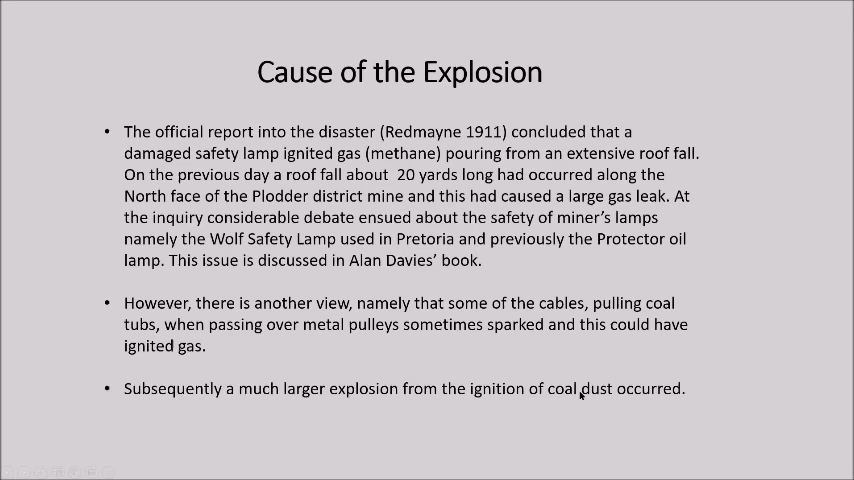 Cause of the Explosion
• The official report into the disaster (Redmayne 1911) concluded that a
damaged safety lamp ignited gas (methane) pouring from an extensive roof fall.
On the previous day a roof fall about  20 yards long had occurred along the
North face of the Plodder district mine and this had caused a large gas leak. At
the inquiry considerable debate ensued about the safety of miner’s lamps
namely the Wolf Safety Lamp used in Pretoria and previously the Protector oil
lamp. This issue is discussed in Alan Davies’ book.
• However, there is another view, namely that some of the cables, pulling coal
tubs, when passing over metal pulleys sometimes sparked and this could have
ignited gas.
• Subsequently a much larger explosion from the ignition of coal dust occurred.